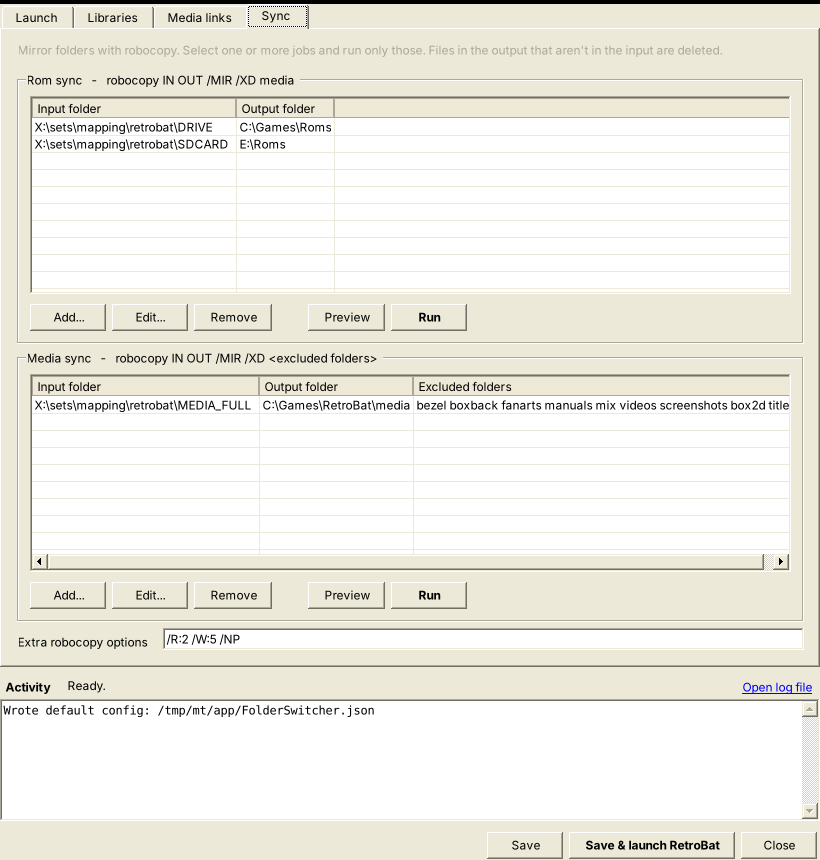 Launch Libraries Media links Sync
Mirror folders with robocopy. Select one or more jobs and run only those. Files in the output that aren't in the input are deleted.
Rom sync - robocopy IN OUT /MIR /XD media
Input folder Output folder
X:\sets\mapping\retrobat\DRIVE C:\Games\Roms
X:\sets\mapping\retrobat\SDCARD E:\Roms
Add... Edit... Remove Preview Run
Media sync - robocopy IN OUT /MIR /XD <excluded folders>
Input folder Output folder Excluded folders
X:\sets\mapping\retrobat\MEDIA_FULL C:\Games\RetroBat\media bezel boxback fanarts manuals mix videos screenshots box2d title
Add... Edit... Remove Preview Run
Extra robocopy options /R:2 /W:5 /NP
Activity Ready. Open log file
Wrote default config: /tmp/mt/app/FolderSwitcher.json
Save Save & launch RetroBat Close